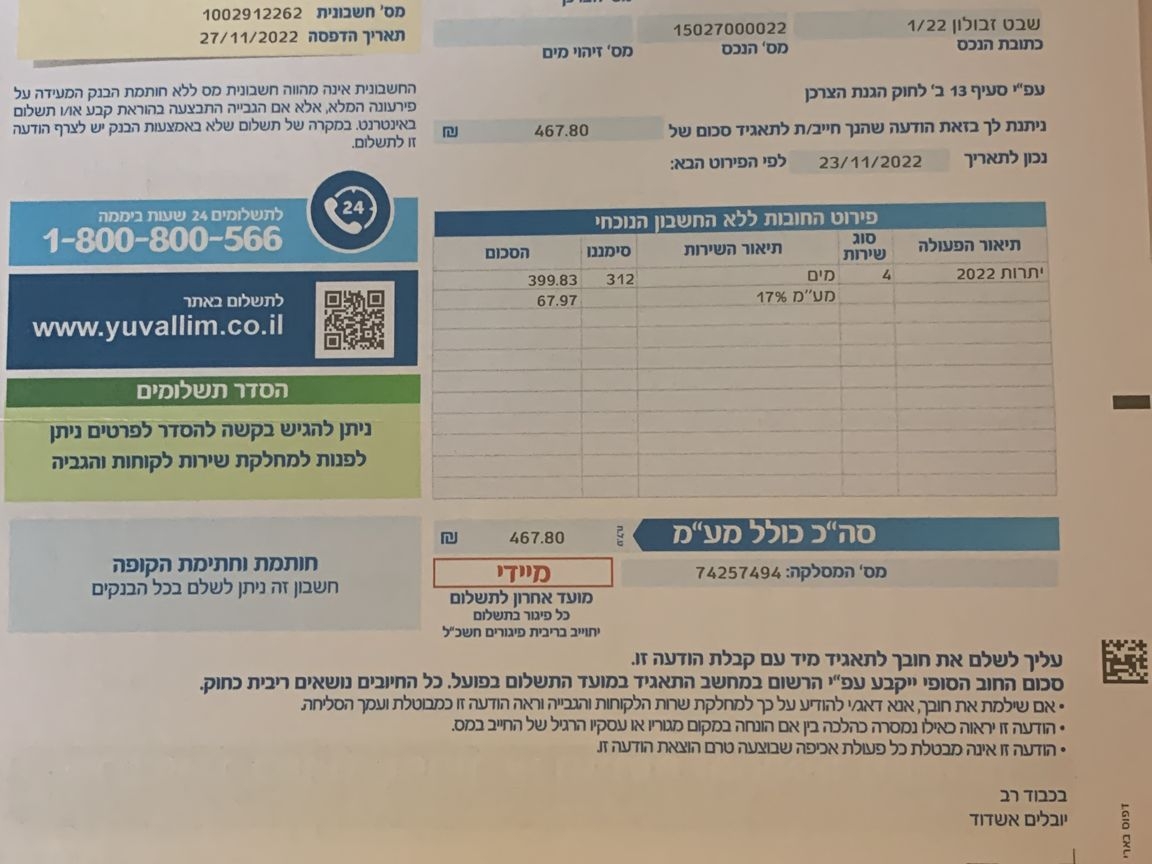 שבט זבולון 1/22
כתובת הנכס
15027000022
מס' הנכס
מס' זיהוי מים
מס' חשבונית 1002912262
תאריך הדפסה 27/11/2022
עפ"י סעיף 13 ב' לחוק הגנת הצרכן
ניתנת לך בזאת הודעה שהנך חייב/ת לתאגיד סכום של 467.80 ₪
נכון לתאריך 23/11/2022 לפי הפירוט הבא:
החשבונית אינה מהווה חשבונית מס ללא חותמת הבנק המעידה על
פירעונה המלא, אלא אם הגבייה התבצעה בהוראת קבע או/ו תשלום
באינטרנט. במקרה של תשלום שלא באמצעות הבנק יש לצרף הודעה
זו לתשלום.
פירוט החובות ללא החשבון הנוכחי
תיאור הפעולה סוג שירות תיאור השירות סימננו הסכום
יתרות 2022 4 מים 312 399.83
מע"מ 17% 67.97
סה"כ כולל מע"מ 467.80 ₪
מס' המסלקה: 74257494
מיידי
מועד אחרון לתשלום
כל פיגור בתשלום
יחוייב בריבית פיגורים חשכ"ל
לתשלומים 24 שעות ביממה
24
1-800-800-566
לתשלום באתר
www.yuvallim.co.il
הסדר תשלומים
ניתן להגיש בקשה להסדר לפרטים ניתן
לפנות למחלקת שירות לקוחות והגביה
חותמת וחתימת הקופה
חשבון זה ניתן לשלם בכל הבנקים
עליך לשלם את חובך לתאגיד מיד עם קבלת הודעה זו.
סכום החוב הסופי ייקבע עפ"י הרשום במחשב התאגיד במועד התשלום בפועל. כל החיובים נושאים ריבית כחוק.
• אם שילמת את חובך, אנא דאג/י להודיע על כך למחלקת שרות הלקוחות והגבייה וראה הודעה זו כמבוטלת ועמך הסליחה.
• הודעה זו יראוה כאילו נמסרה כהלכה בין אם הונחה במקום מגוריו או עסקיו הרגיל של החייב במס.
• הודעה זו אינה מבטלת כל פעולת אכיפה שבוצעה טרם הוצאת הודעה זו.
בכבוד רב
יובלים אשדוד
דפוס בארי